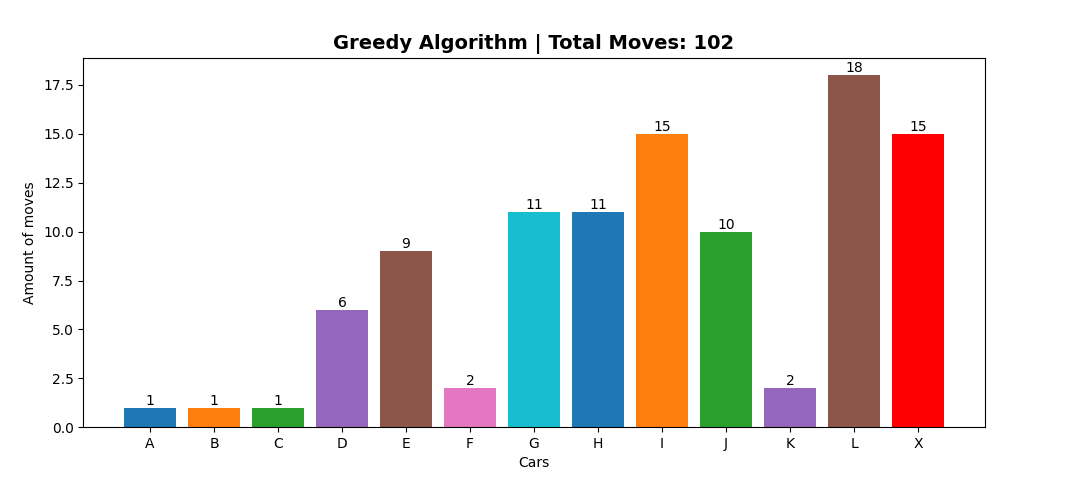 Greedy Algorithm | Total Moves: 102
Amount of moves
17.5
15.0
12.5
10.0
7.5
5.0
2.5
0.0
1 1 1 6 9 2 11 11 15 10 2 18 15
A B C D E F G H I J K L X
Cars